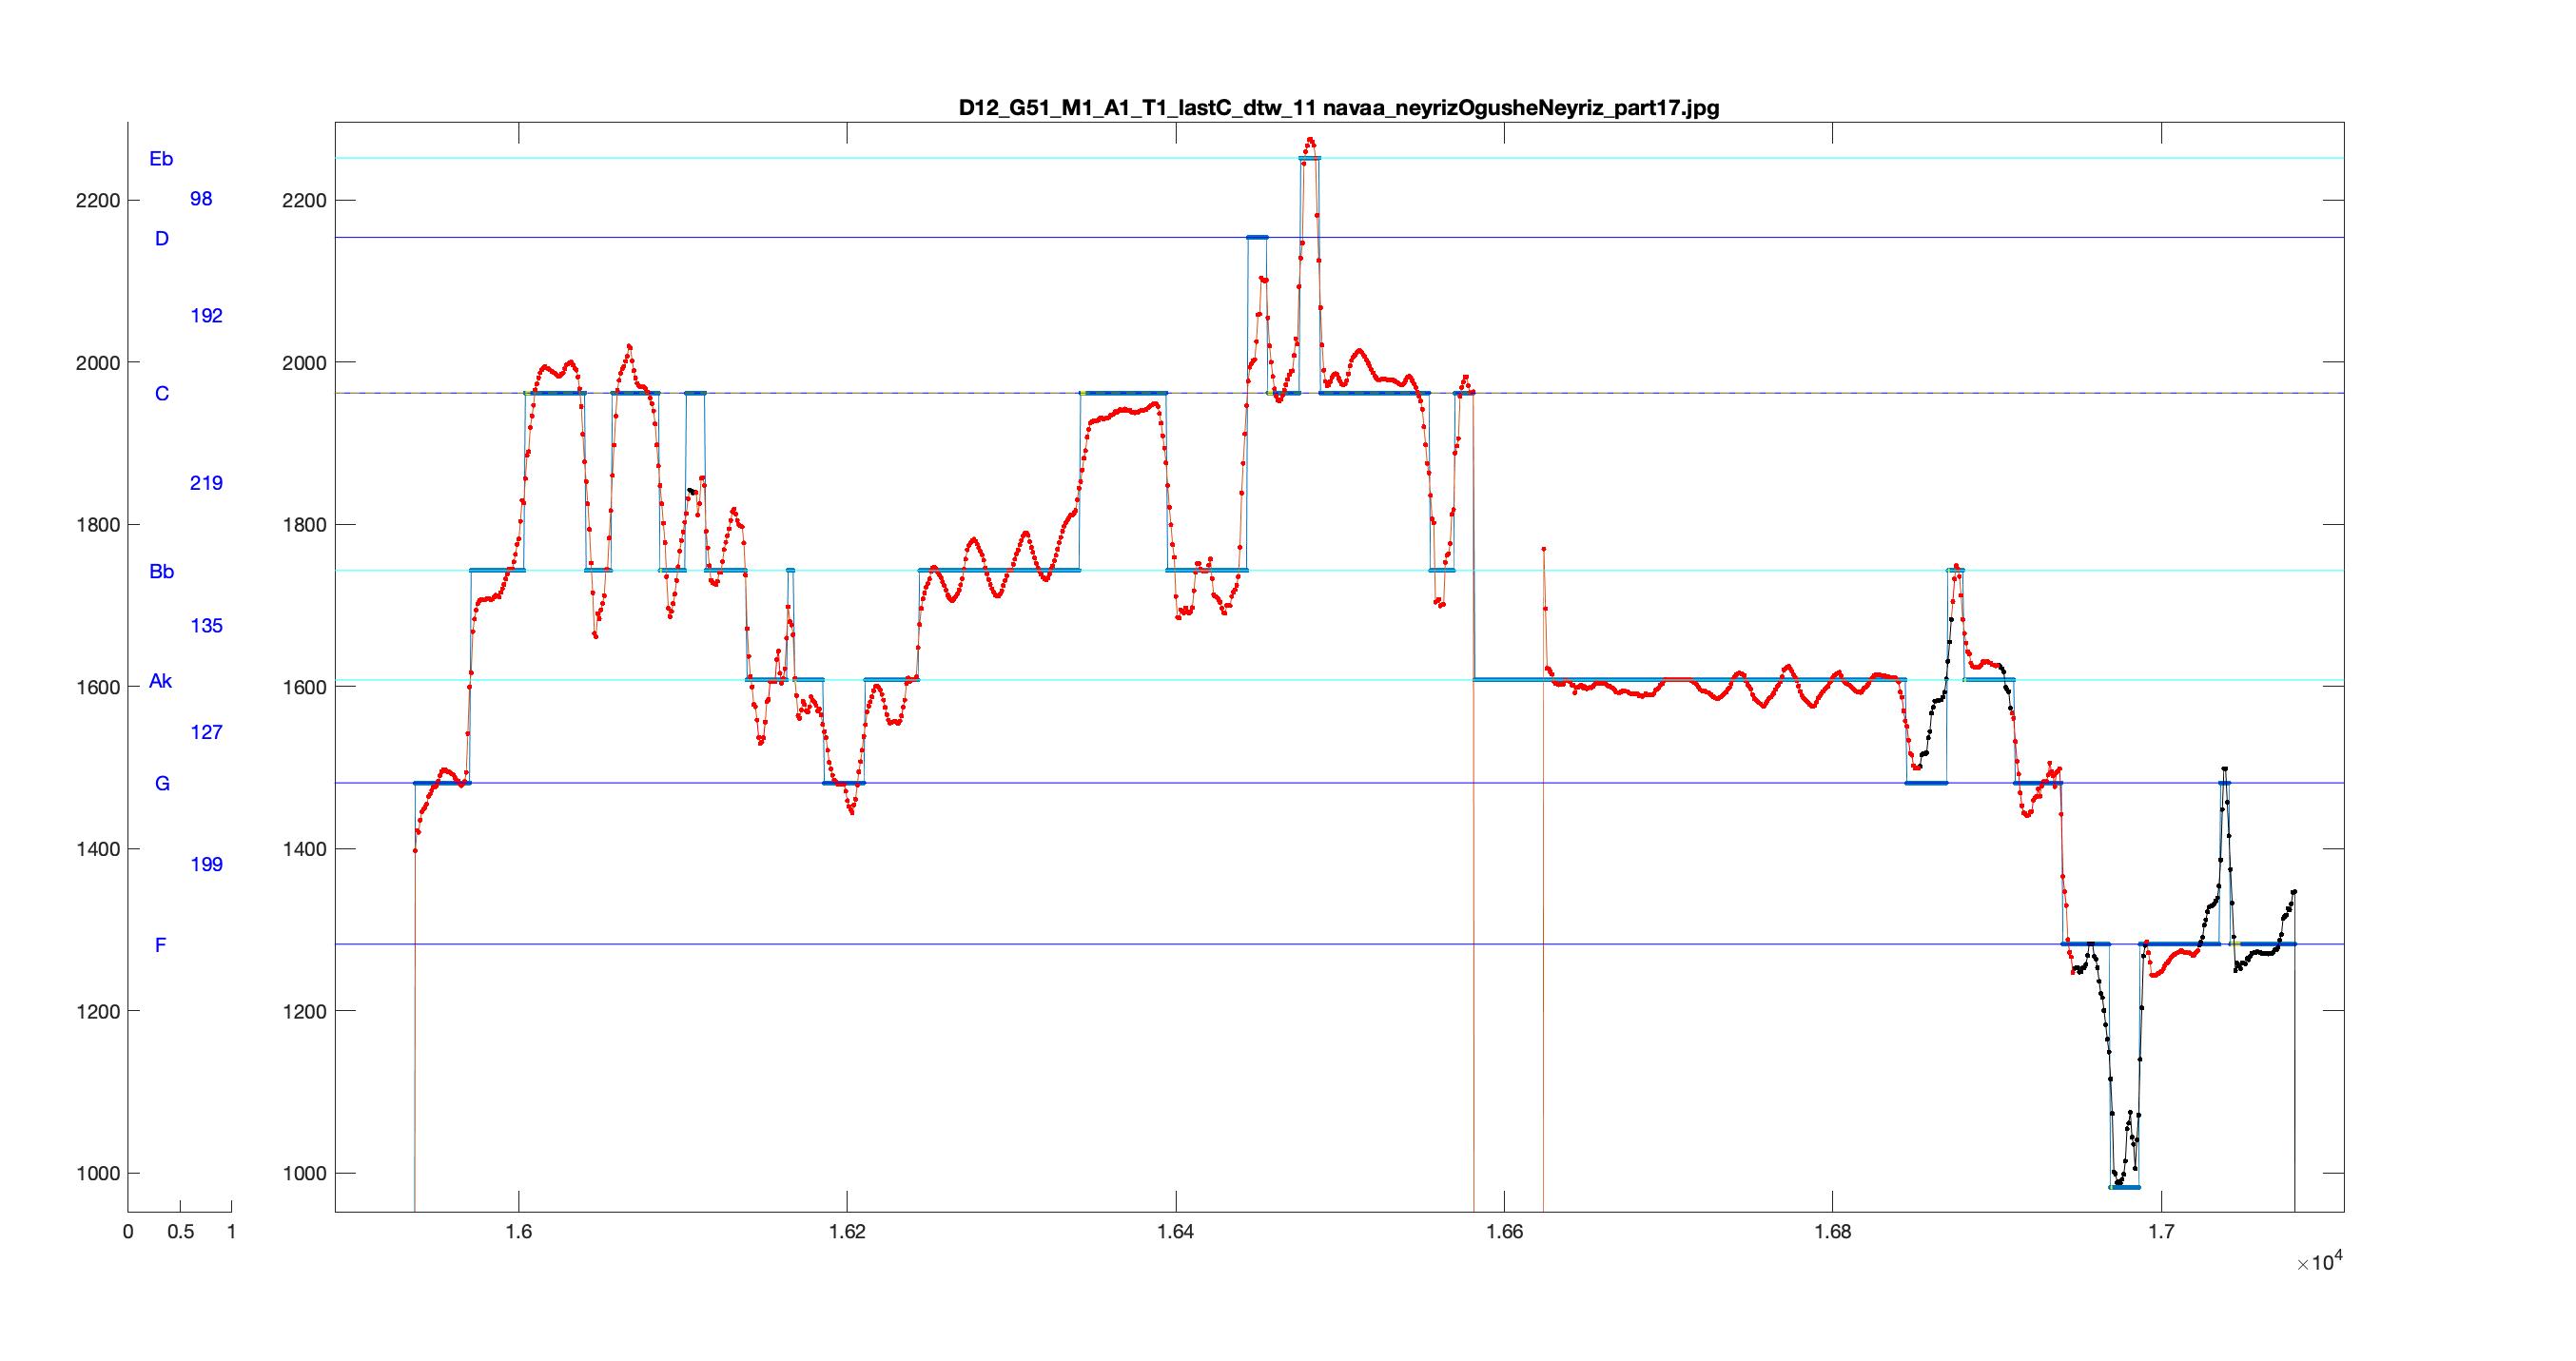 D12_G51_M1_A1_T1_lastC_dtw_11 navaa_neyrizOgusheNeyriz_part17.jpg
Eb
2200 98 2200
D
192
2000 2000
C
219
1800 1800
Bb
135
1600 Ak 1600
127
G
1400 199 1400
F
1200 1200
1000 1000
0 0.5 1 1.6 1.62 1.64 1.66 1.68 1.7
×10⁴